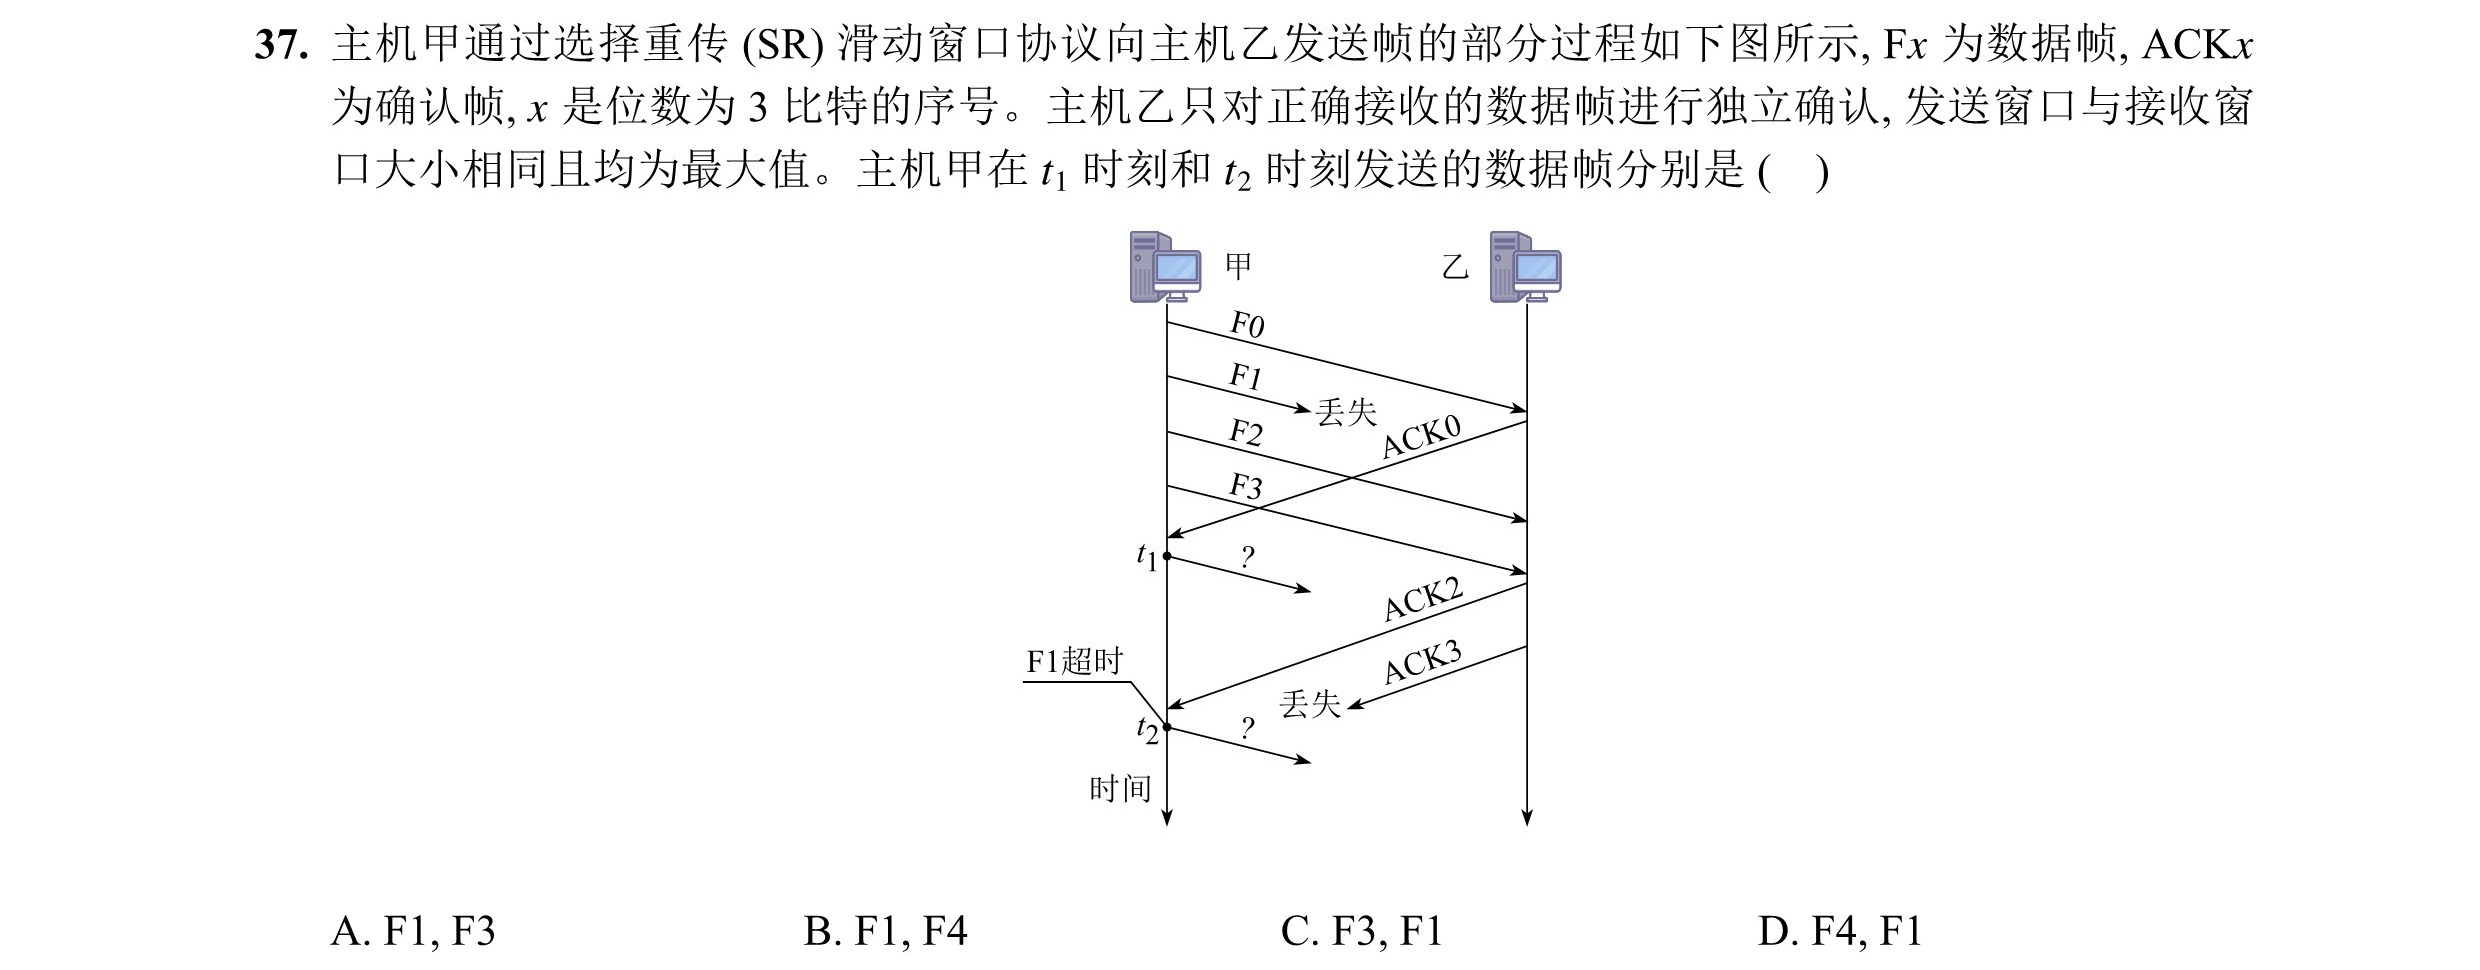 37. 主机甲通过选择重传 (SR) 滑动窗口协议向主机乙发送帧的部分过程如下图所示, Fx 为数据帧, ACKx
为确认帧, x 是位数为 3 比特的序号。主机乙只对正确接收的数据帧进行独立确认, 发送窗口与接收窗
口大小相同且均为最大值。主机甲在 t₁ 时刻和 t₂ 时刻发送的数据帧分别是 ( )
甲
乙
F0
F1
丢失
F2
ACK0
F3
t₁
?
ACK2
F1超时
ACK3
丢失
t₂
?
时间
A. F1, F3
B. F1, F4
C. F3, F1
D. F4, F1